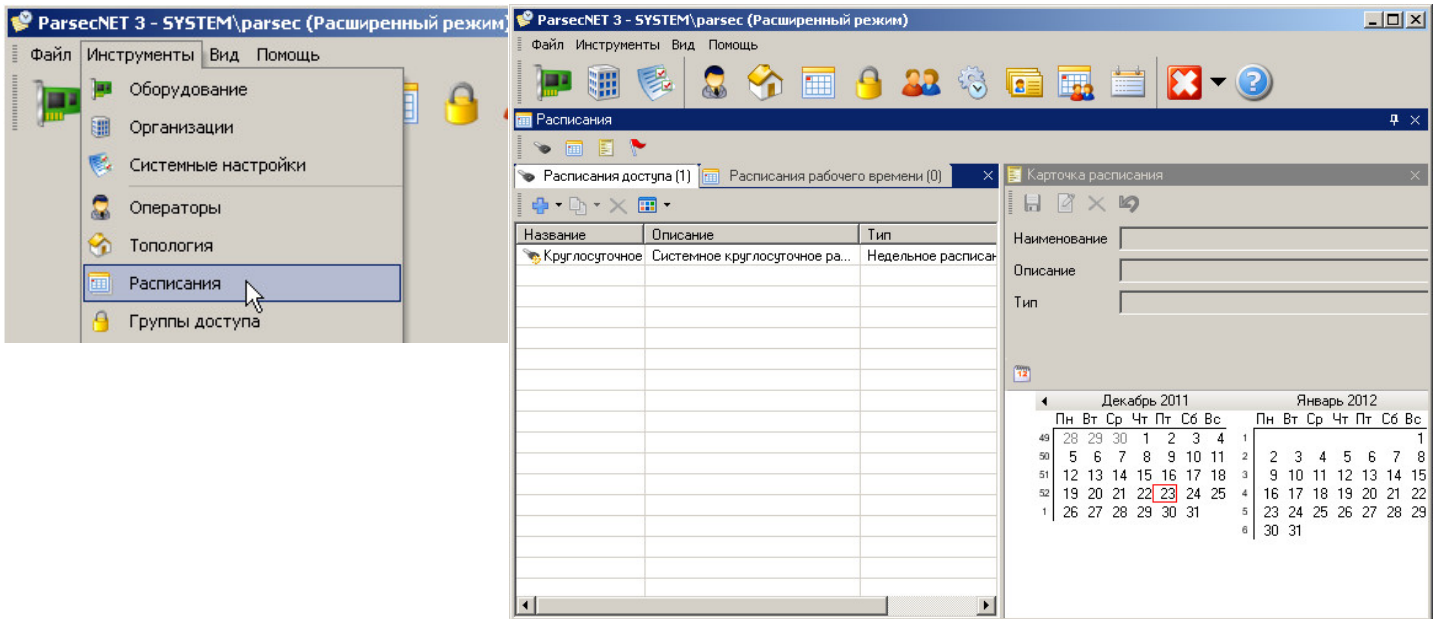 ParsecNET 3 - SYSTEM\parsec (Расширенный режим)
Файл Инструменты Вид Помощь
Оборудование
Организации
Системные настройки
Операторы
Топология
Расписания
Группы доступа
ParsecNET 3 - SYSTEM\parsec (Расширенный режим)
Файл Инструменты Вид Помощь
Расписания
Расписания доступа (1) Расписания рабочего времени (0)
Название Описание Тип
Круглосуточное Системное круглосуточное ра... Недельное расписан
Карточка расписания
Наименование
Описание
Тип
12
Декабрь 2011
Пн Вт Ср Чт Пт Сб Вс
49 28 29 30 1 2 3 4
50 5 6 7 8 9 10 11
51 12 13 14 15 16 17 18
52 19 20 21 22 23 24 25
1 26 27 28 29 30 31
Январь 2012
Пн Вт Ср Чт Пт Сб Вс
1 1
2 2 3 4 5 6 7 8
3 9 10 11 12 13 14 15
4 16 17 18 19 20 21 22
5 23 24 25 26 27 28 29
6 30 31